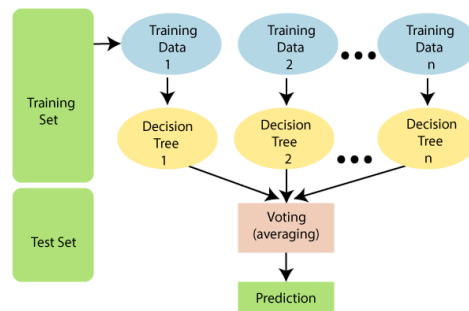 Training
Set
Training
Data
1
Training
Data
2
Training
Data
n
Decision
Tree
1
Decision
Tree
2
Decision
Tree
n
Test Set
Voting
(averaging)
Prediction